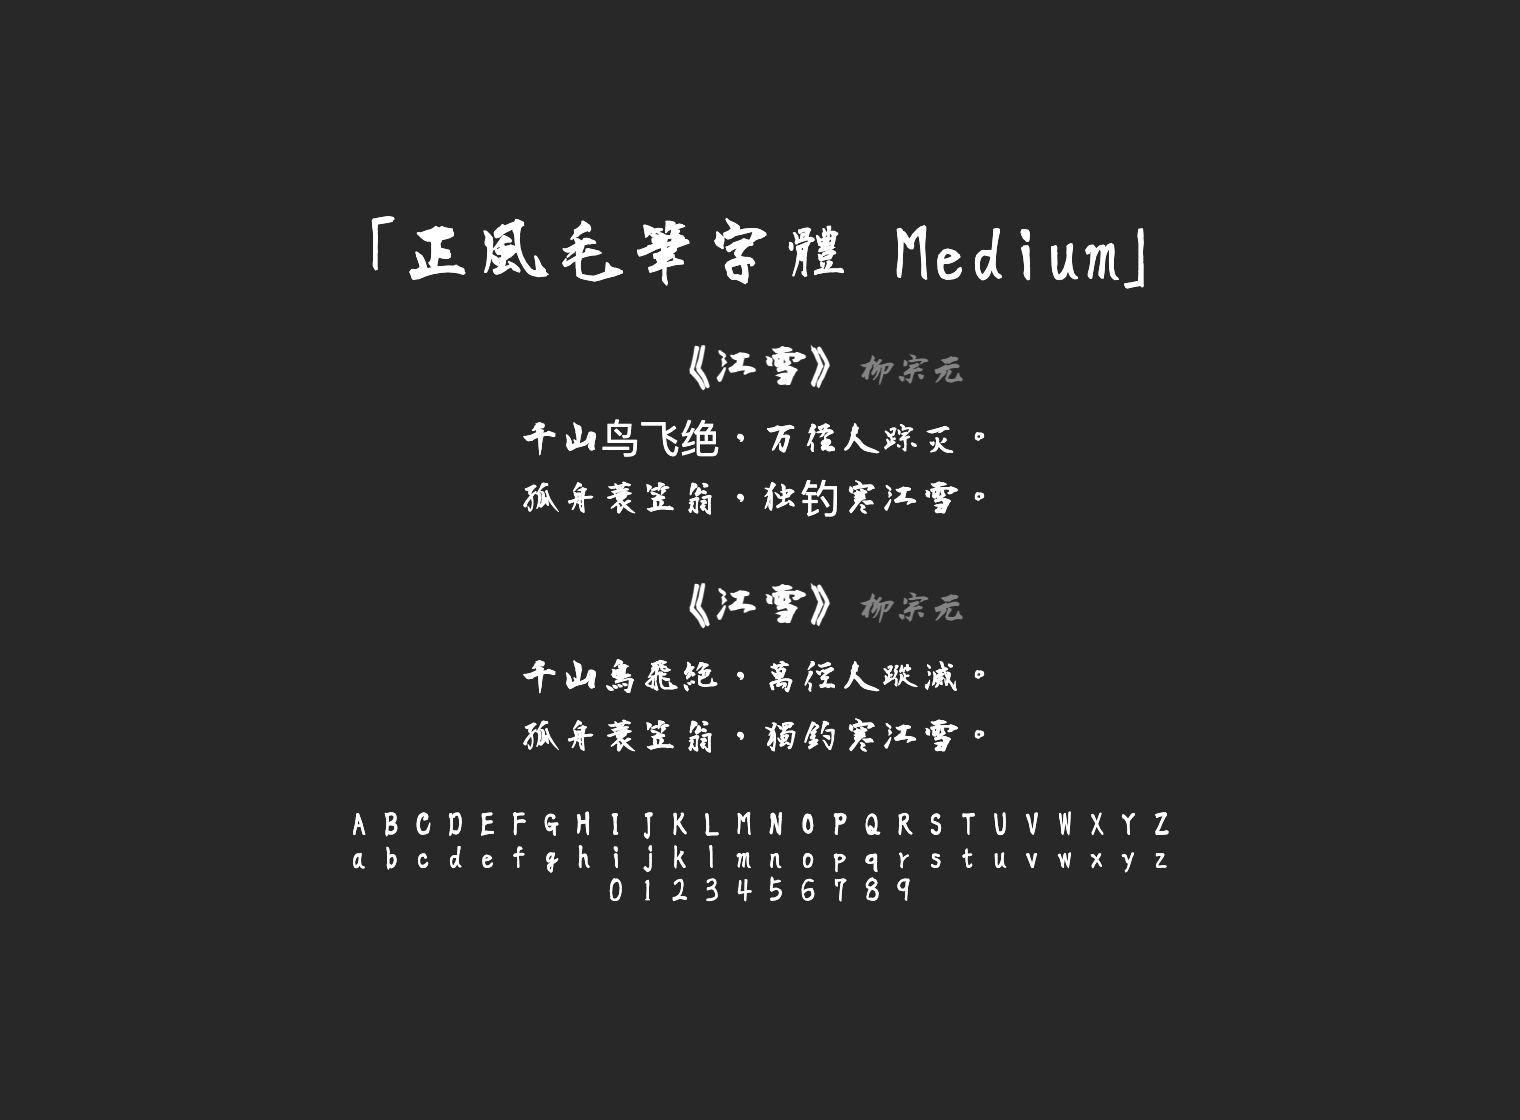 「正風毛筆字體 Medium」
《江雪》 柳宗元
千山鸟飞绝，万径人踪灭。
孤舟蓑笠翁，独钓寒江雪。
《江雪》 柳宗元
千山鳥飛絕，萬徑人蹤滅。
孤舟蓑笠翁，獨釣寒江雪。
A B C D E F G H I J K L M N O P Q R S T U V W X Y Z
a b c d e f g h i j k l m n o p q r s t u v w x y z
0 1 2 3 4 5 6 7 8 9